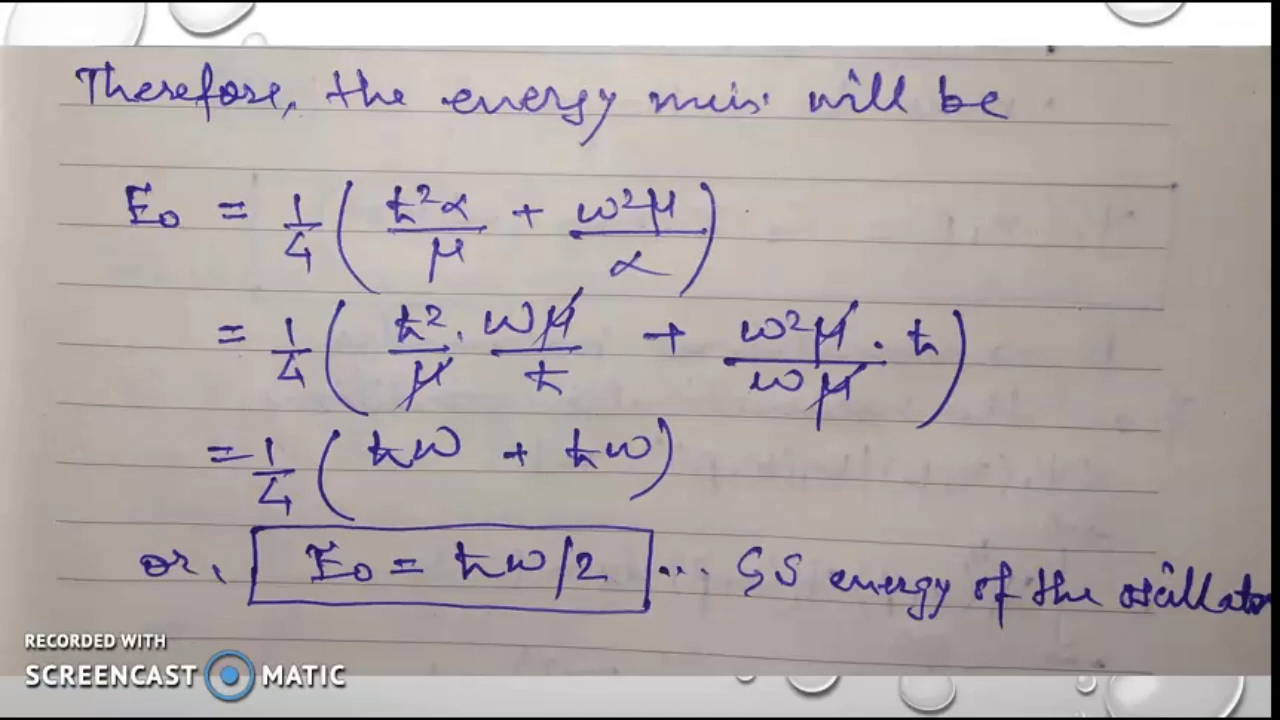 Therefore, the energy min. will be
E₀ = 1/4 ( ħ²α/μ + ω²μ/α )
= 1/4 ( ħ²/μ · ωμ/ħ + ω²μ/ωμ · ħ )
= 1/4 ( ħω + ħω )
or, E₀ = ħω/2 ... GS energy of the oscillator
RECORDED WITH
SCREENCAST MATIC